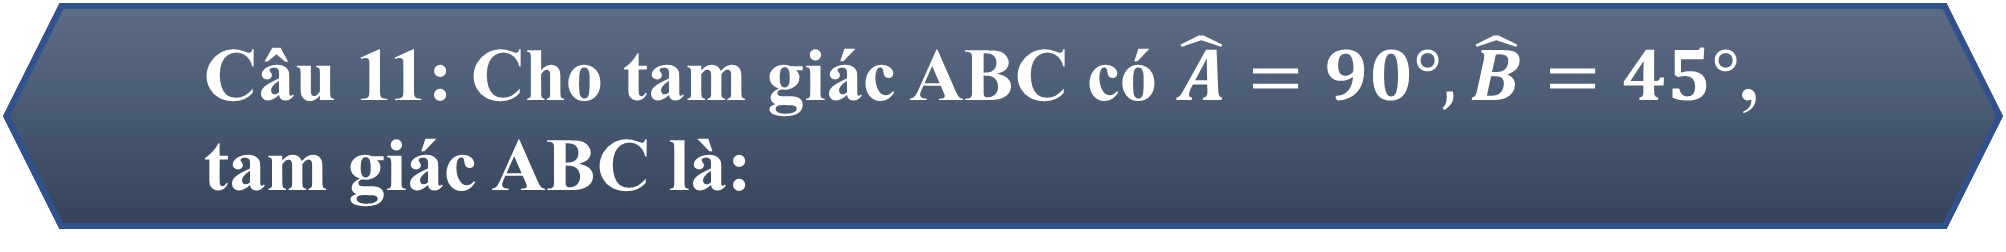 Câu 11: Cho tam giác ABC có Â = 90°, B̂ = 45°,
tam giác ABC là: